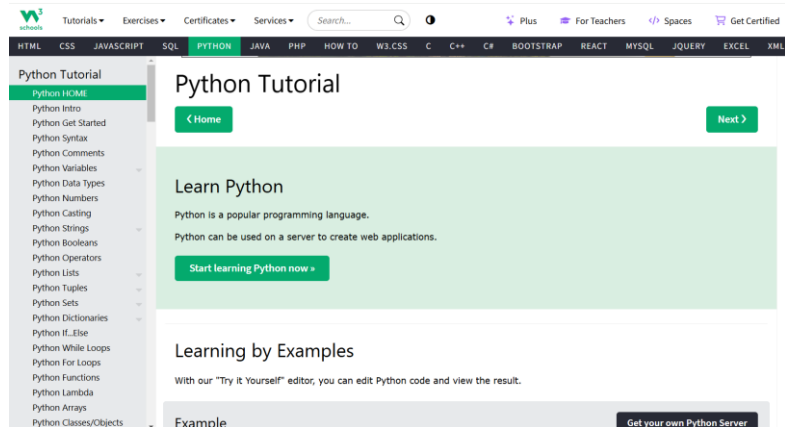 W3 schools Tutorials Exercises Certificates Services Search... Plus For Teachers Spaces Get Certified
HTML CSS JAVASCRIPT SQL PYTHON JAVA PHP HOW TO W3.CSS C C++ C# BOOTSTRAP REACT MYSQL JQUERY EXCEL XML
Python Tutorial
Python HOME
Python Intro
Python Get Started
Python Syntax
Python Comments
Python Variables
Python Data Types
Python Numbers
Python Casting
Python Strings
Python Booleans
Python Operators
Python Lists
Python Tuples
Python Sets
Python Dictionaries
Python If...Else
Python While Loops
Python For Loops
Python Functions
Python Lambda
Python Arrays
Python Classes/Objects
Python Tutorial
❮ Home Next ❯
Learn Python
Python is a popular programming language.
Python can be used on a server to create web applications.
Start learning Python now »
Learning by Examples
With our "Try it Yourself" editor, you can edit Python code and view the result.
Example Get your own Python Server